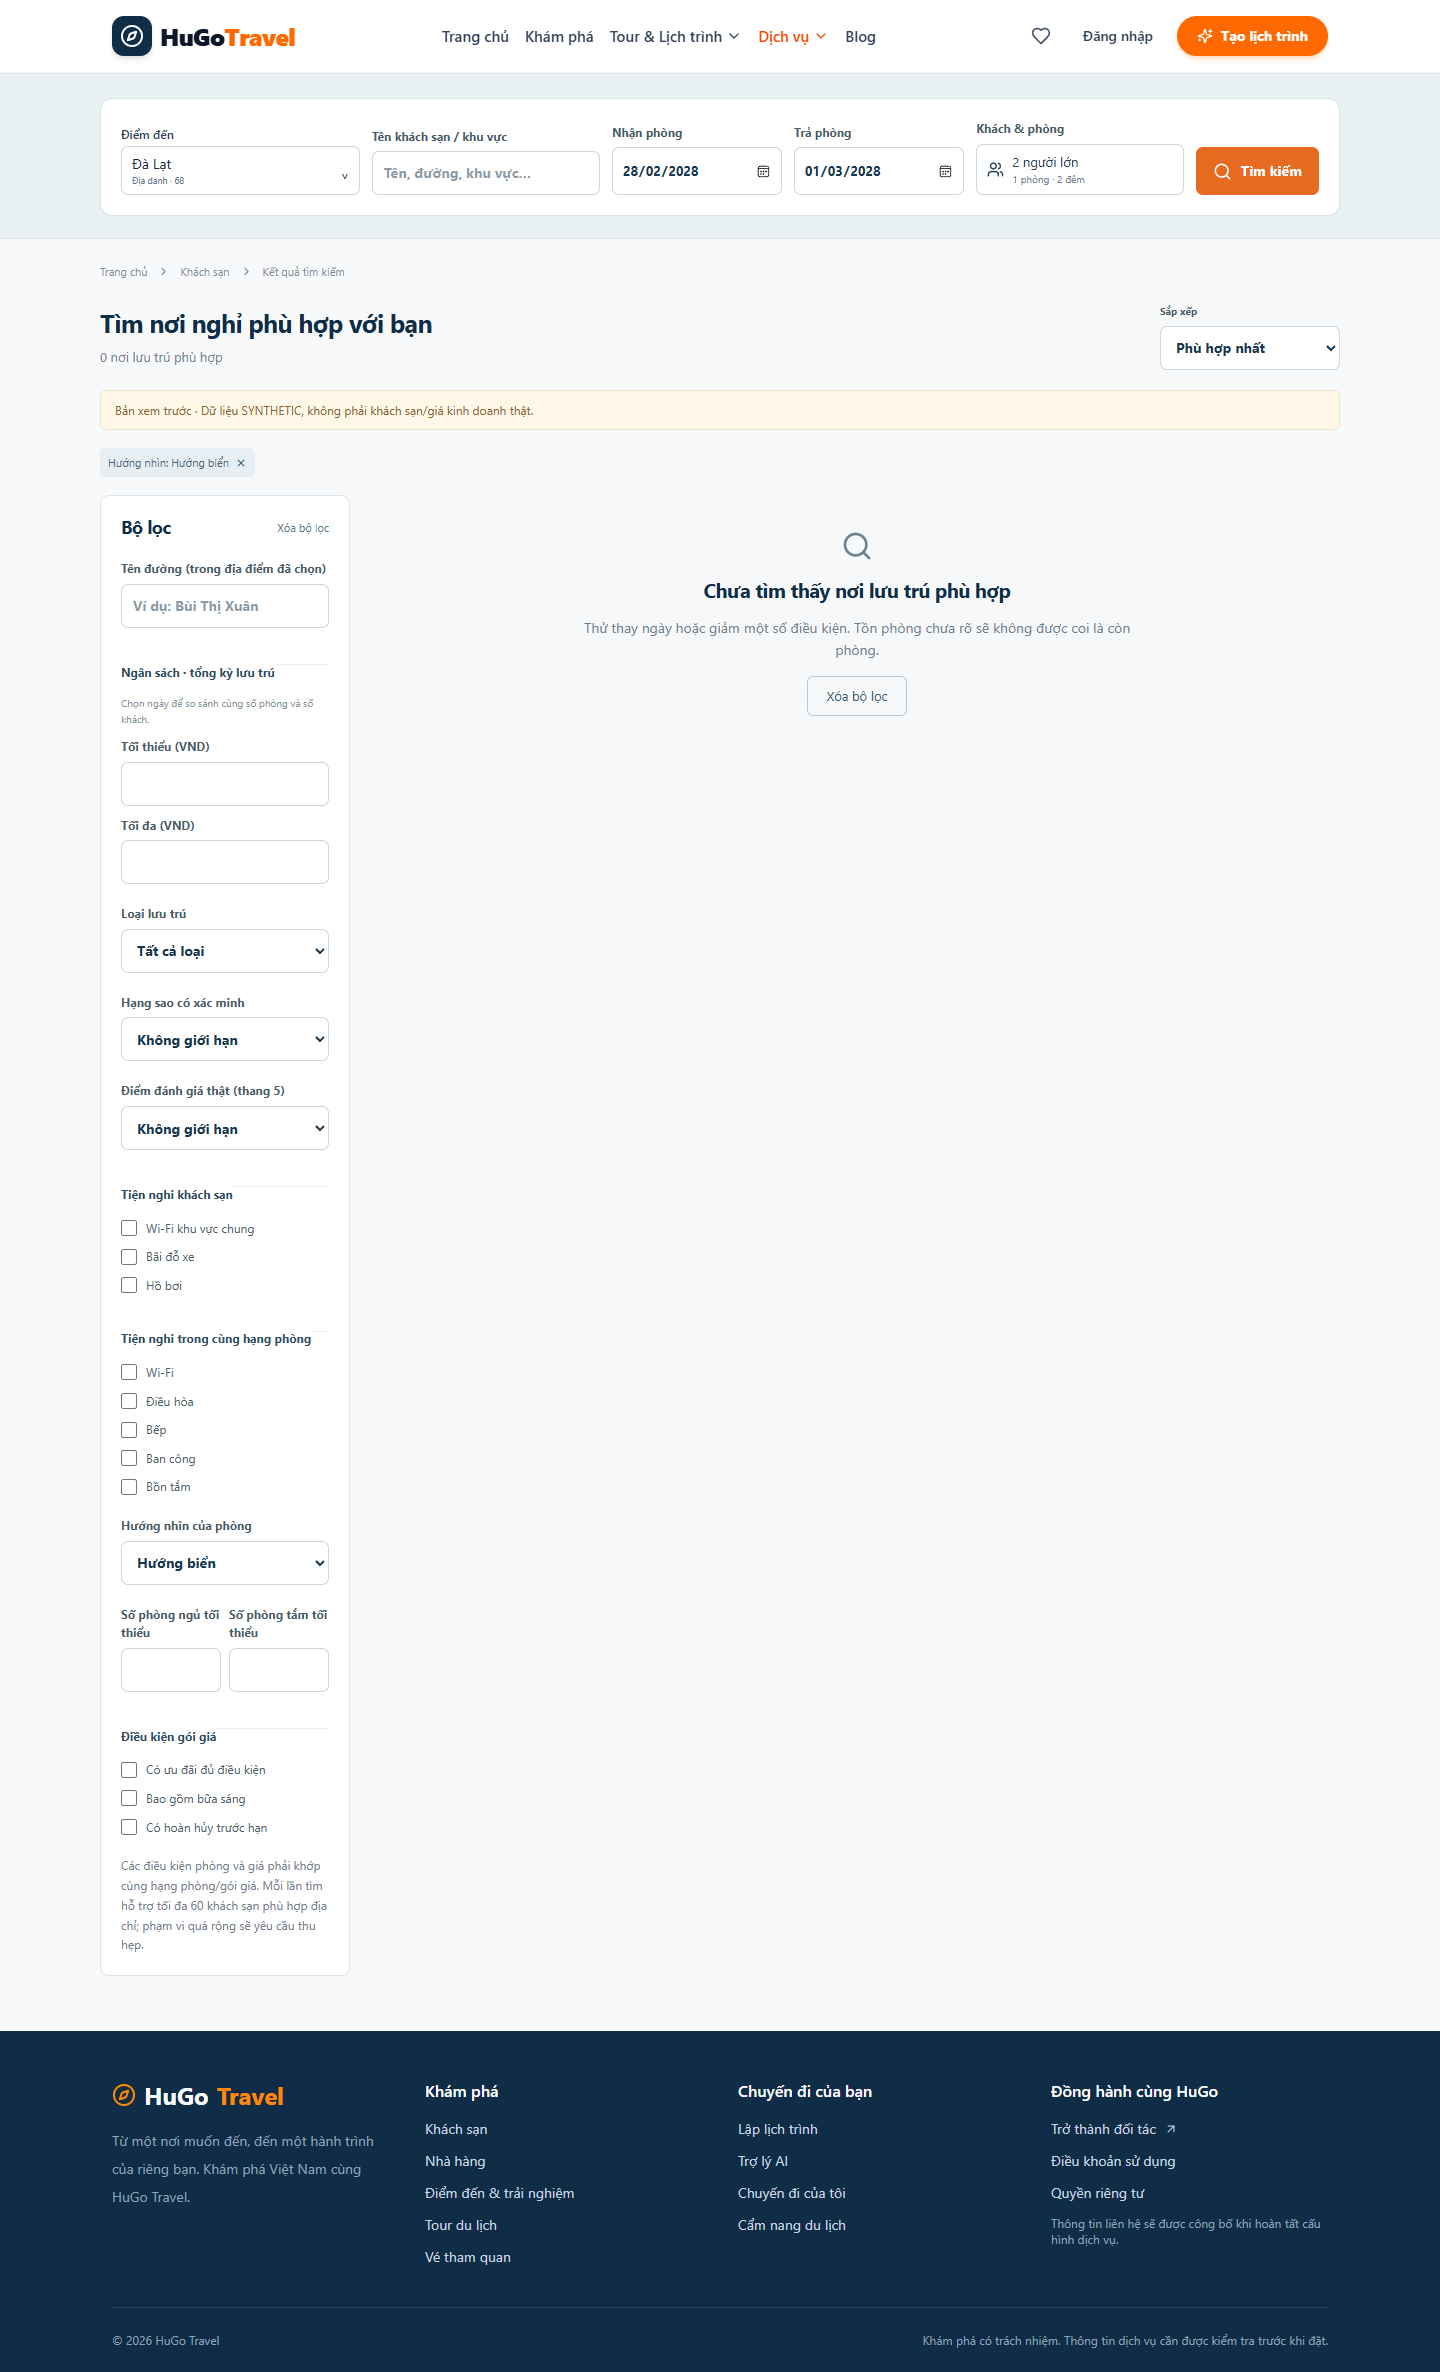 HuGoTravel
Trang chủ
Khám phá
Tour & Lịch trình
Dịch vụ
Blog
Đăng nhập
Tạo lịch trình
Điểm đến
Đà Lạt
Địa danh · 68
Tên khách sạn / khu vực
Tên, đường, khu vực...
Nhận phòng
28/02/2028
Trả phòng
01/03/2028
Khách & phòng
2 người lớn
1 phòng · 2 đêm
Tìm kiếm
Trang chủ > Khách sạn > Kết quả tìm kiếm
Tìm nơi nghỉ phù hợp với bạn
0 nơi lưu trú phù hợp
Sắp xếp
Phù hợp nhất
Bản xem trước · Dữ liệu SYNTHETIC, không phải khách sạn/giá kinh doanh thật.
Hướng nhìn: Hướng biển ×
Bộ lọc
Xóa bộ lọc
Tên đường (trong địa điểm đã chọn)
Ví dụ: Bùi Thị Xuân
Ngân sách · tổng kỳ lưu trú
Chọn ngày để so sánh cùng số phòng và số
khách.
Tối thiểu (VND)
Tối đa (VND)
Loại lưu trú
Tất cả loại
Hạng sao có xác minh
Không giới hạn
Điểm đánh giá thật (thang 5)
Không giới hạn
Tiện nghi khách sạn
Wi-Fi khu vực chung
Bãi đỗ xe
Hồ bơi
Tiện nghi trong cùng hạng phòng
Wi-Fi
Điều hòa
Bếp
Ban công
Bồn tắm
Hướng nhìn của phòng
Hướng biển
Số phòng ngủ tối
thiểu
Số phòng tắm tối
thiểu
Điều kiện gói giá
Có ưu đãi đủ điều kiện
Bao gồm bữa sáng
Có hoàn hủy trước hạn
Các điều kiện phòng và giá phải khớp
cùng hạng phòng/gói giá. Mỗi lần tìm
hỗ trợ tối đa 60 khách sạn phù hợp địa
chỉ; phạm vi quá rộng sẽ yêu cầu thu
hẹp.
Chưa tìm thấy nơi lưu trú phù hợp
Thử thay ngày hoặc giảm một số điều kiện. Tồn phòng chưa rõ sẽ không được coi là còn
phòng.
Xóa bộ lọc
HuGo Travel
Từ một nơi muốn đến, đến một hành trình
của riêng bạn. Khám phá Việt Nam cùng
HuGo Travel.
Khám phá
Khách sạn
Nhà hàng
Điểm đến & trải nghiệm
Tour du lịch
Vé tham quan
Chuyến đi của bạn
Lập lịch trình
Trợ lý AI
Chuyến đi của tôi
Cẩm nang du lịch
Đồng hành cùng HuGo
Trở thành đối tác
Điều khoản sử dụng
Quyền riêng tư
Thông tin liên hệ sẽ được công bố khi hoàn tất cấu
hình dịch vụ.
© 2026 HuGo Travel
Khám phá có trách nhiệm. Thông tin dịch vụ cần được kiểm tra trước khi đặt.